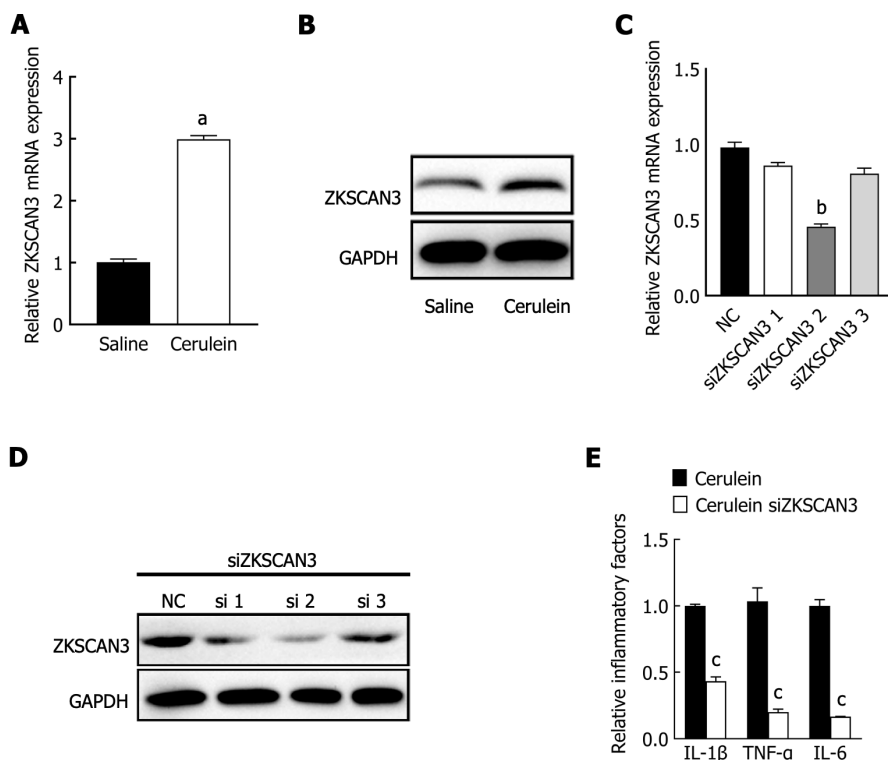 A
Relative ZKSCAN3 mRNA expression
4
3
2
1
0
a
Saline Cerulein
B
ZKSCAN3
GAPDH
Saline Cerulein
C
Relative ZKSCAN3 mRNA expression
1.5
1.0
0.5
0.0
b
NC
siZKSCAN3 1
siZKSCAN3 2
siZKSCAN3 3
D
siZKSCAN3
NC si 1 si 2 si 3
ZKSCAN3
GAPDH
E
Cerulein
Cerulein siZKSCAN3
Relative inflammatory factors
1.5
1.0
0.5
0.0
c
c
c
IL-1β TNF-α IL-6